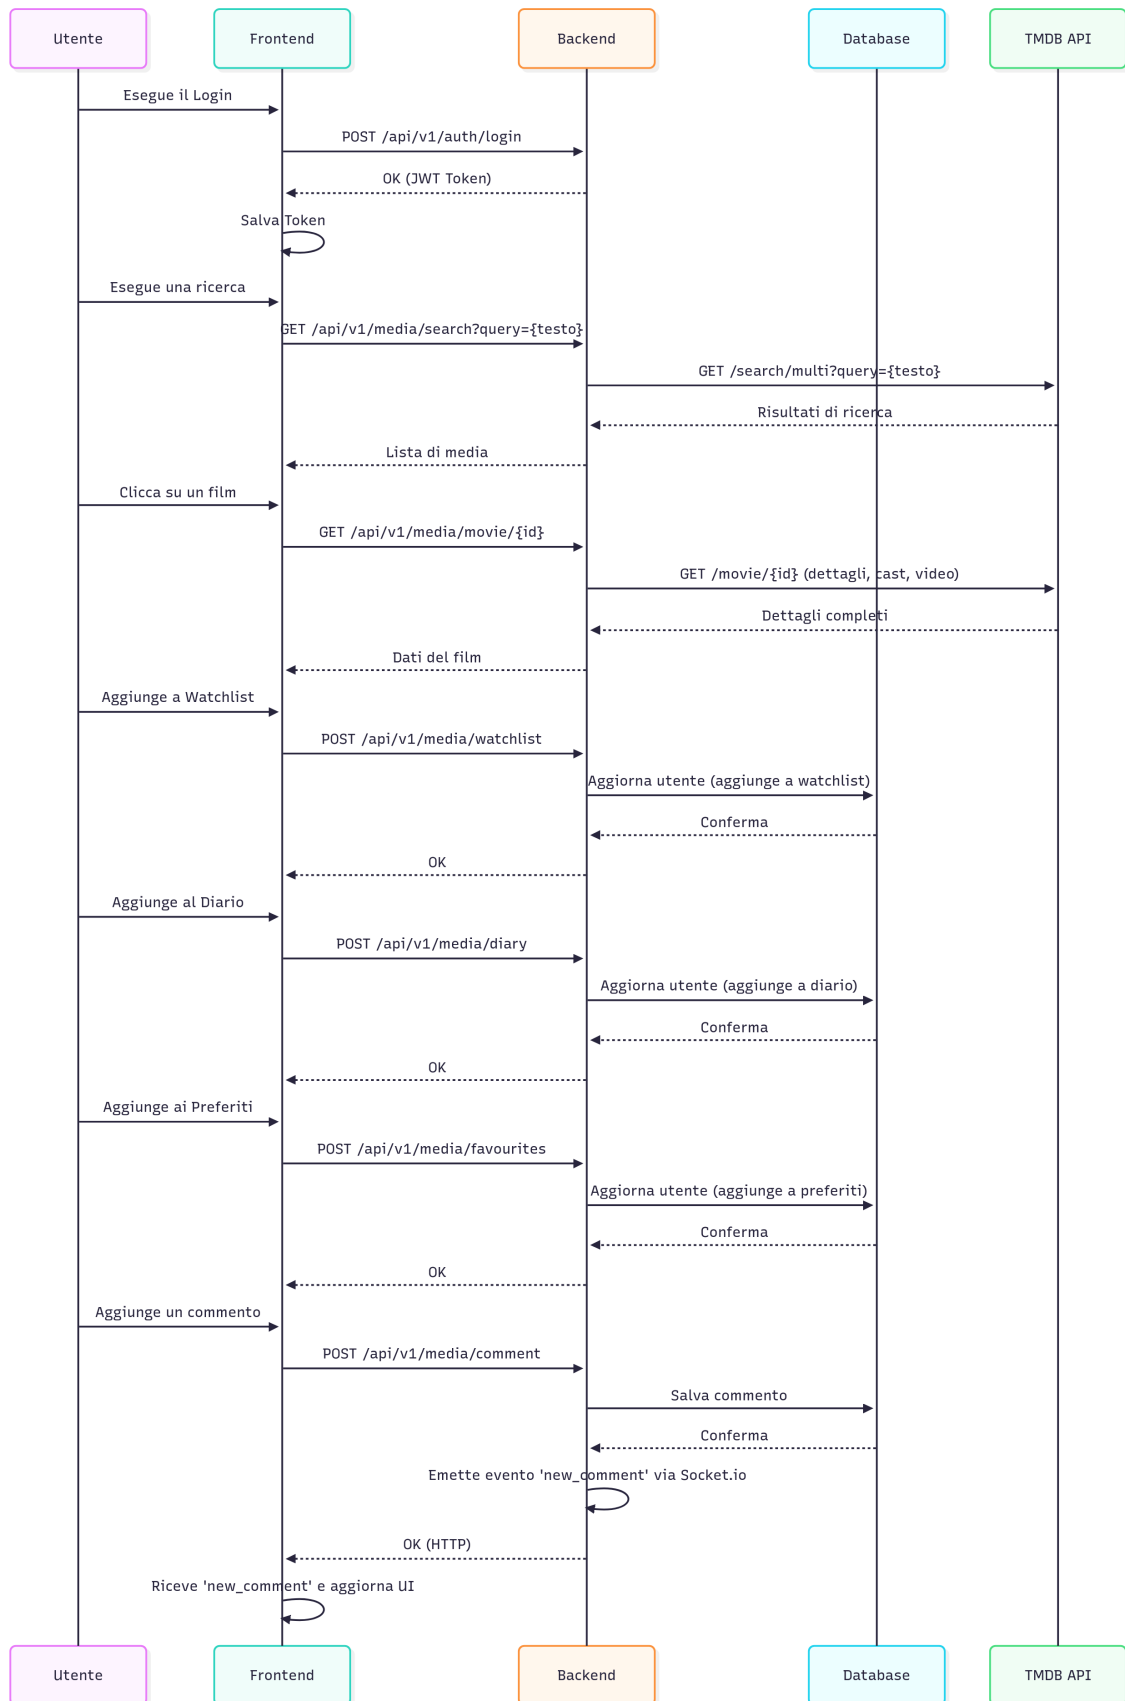 Utente
Frontend
Backend
Database
TMDB API
Esegue il Login
POST /api/v1/auth/login
OK (JWT Token)
Salva Token
Esegue una ricerca
GET /api/v1/media/search?query={testo}
GET /search/multi?query={testo}
Risultati di ricerca
Lista di media
Clicca su un film
GET /api/v1/media/movie/{id}
GET /movie/{id} (dettagli, cast, video)
Dettagli completi
Dati del film
Aggiunge a Watchlist
POST /api/v1/media/watchlist
Aggiorna utente (aggiunge a watchlist)
Conferma
OK
Aggiunge al Diario
POST /api/v1/media/diary
Aggiorna utente (aggiunge a diario)
Conferma
OK
Aggiunge ai Preferiti
POST /api/v1/media/favourites
Aggiorna utente (aggiunge a preferiti)
Conferma
OK
Aggiunge un commento
POST /api/v1/media/comment
Salva commento
Conferma
Emette evento 'new_comment' via Socket.io
OK (HTTP)
Riceve 'new_comment' e aggiorna UI
Utente
Frontend
Backend
Database
TMDB API